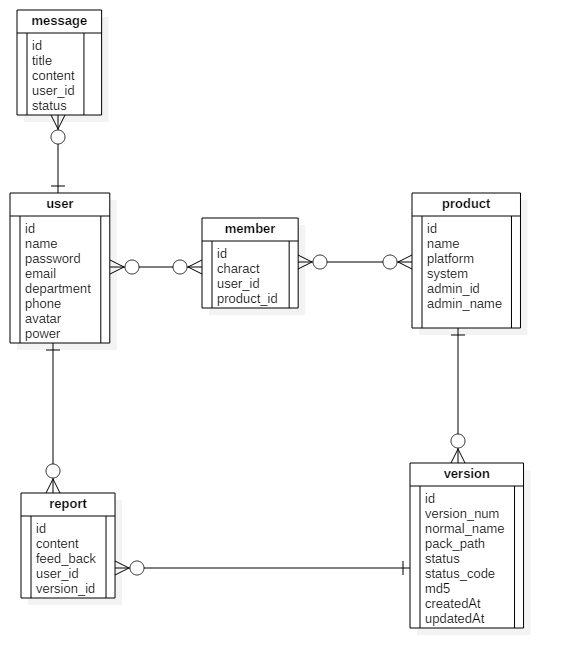 message
id
title
content
user_id
status
user
id
name
password
email
department
phone
avatar
power
member
id
charact
user_id
product_id
product
id
name
platform
system
admin_id
admin_name
report
id
content
feed_back
user_id
version_id
version
id
version_num
normal_name
pack_path
status
status_code
md5
createdAt
updatedAt